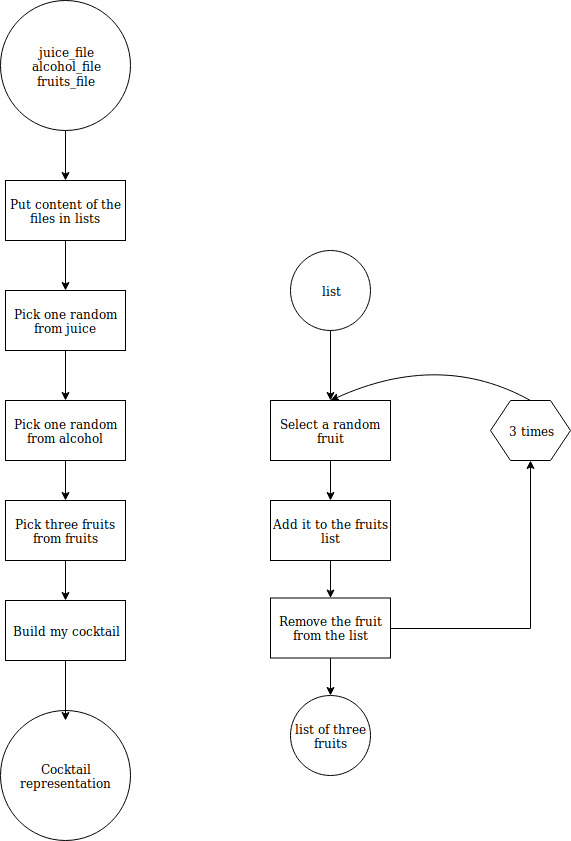 juice_file
alcohol_file
fruits_file
Put content of the
files in lists
Pick one random
from juice
Pick one random
from alcohol
Pick three fruits
from fruits
Build my cocktail
Cocktail
representation
list
Select a random
fruit
3 times
Add it to the fruits
list
Remove the fruit
from the list
list of three
fruits